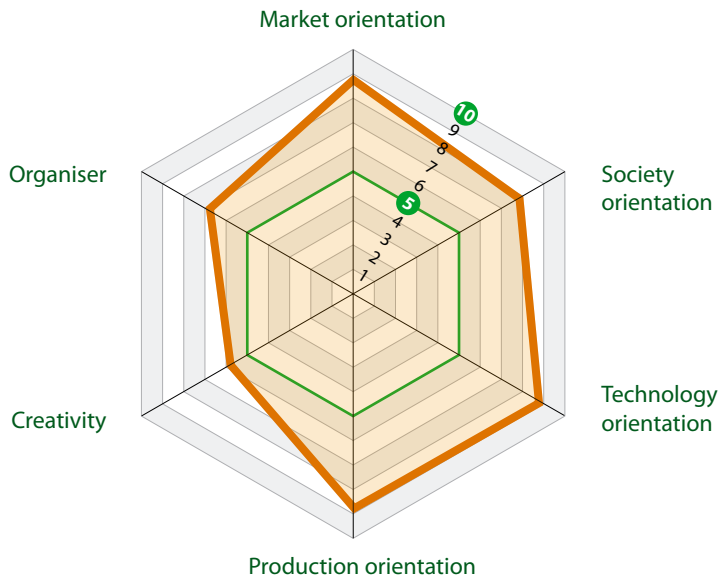 Market orientation
10
9
8
7
6
5
4
3
2
1
Organiser
Society
orientation
Creativity
Technology
orientation
Production orientation